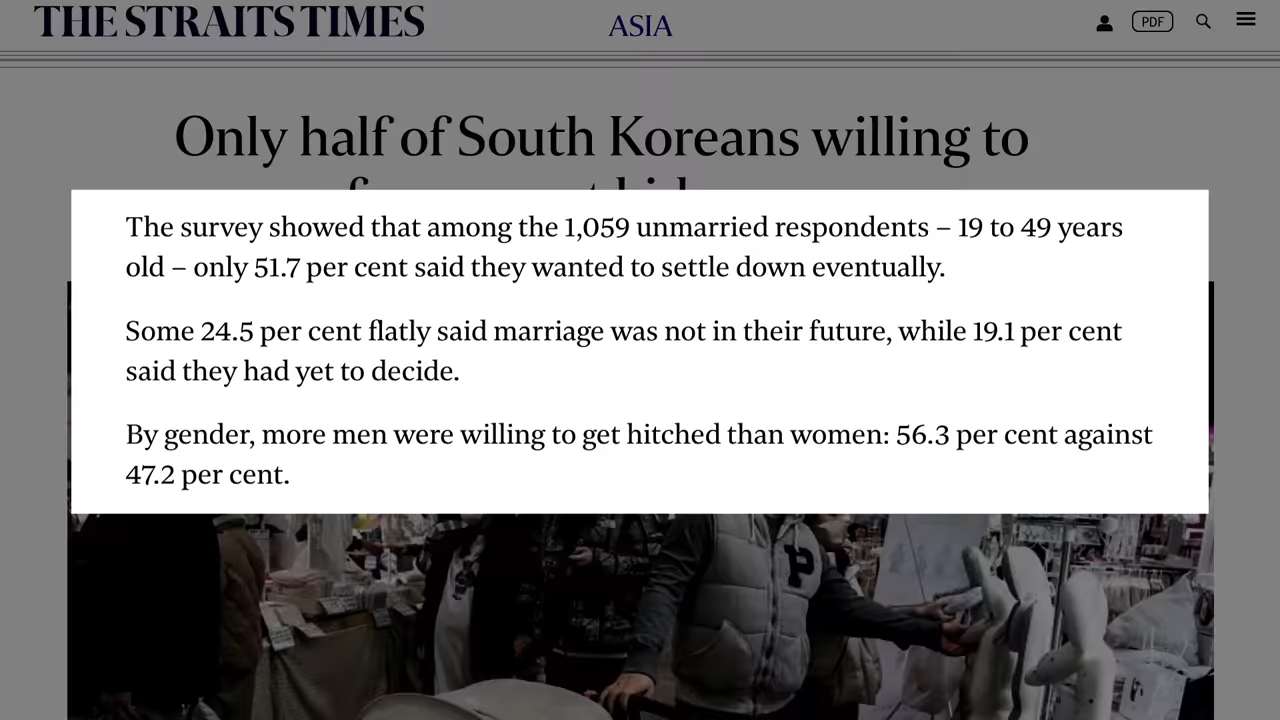 THE STRAITS TIMES
ASIA
PDF
Only half of South Koreans willing to
The survey showed that among the 1,059 unmarried respondents – 19 to 49 years
old – only 51.7 per cent said they wanted to settle down eventually.
Some 24.5 per cent flatly said marriage was not in their future, while 19.1 per cent
said they had yet to decide.
By gender, more men were willing to get hitched than women: 56.3 per cent against
47.2 per cent.
P